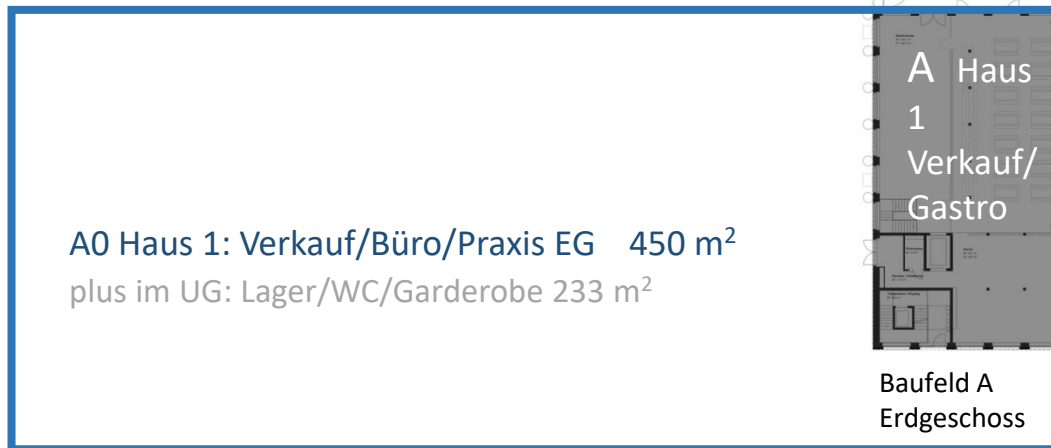 A Haus
1
Verkauf/
Gastro
A0 Haus 1: Verkauf/Büro/Praxis EG 450 m²
plus im UG: Lager/WC/Garderobe 233 m²
Baufeld A
Erdgeschoss